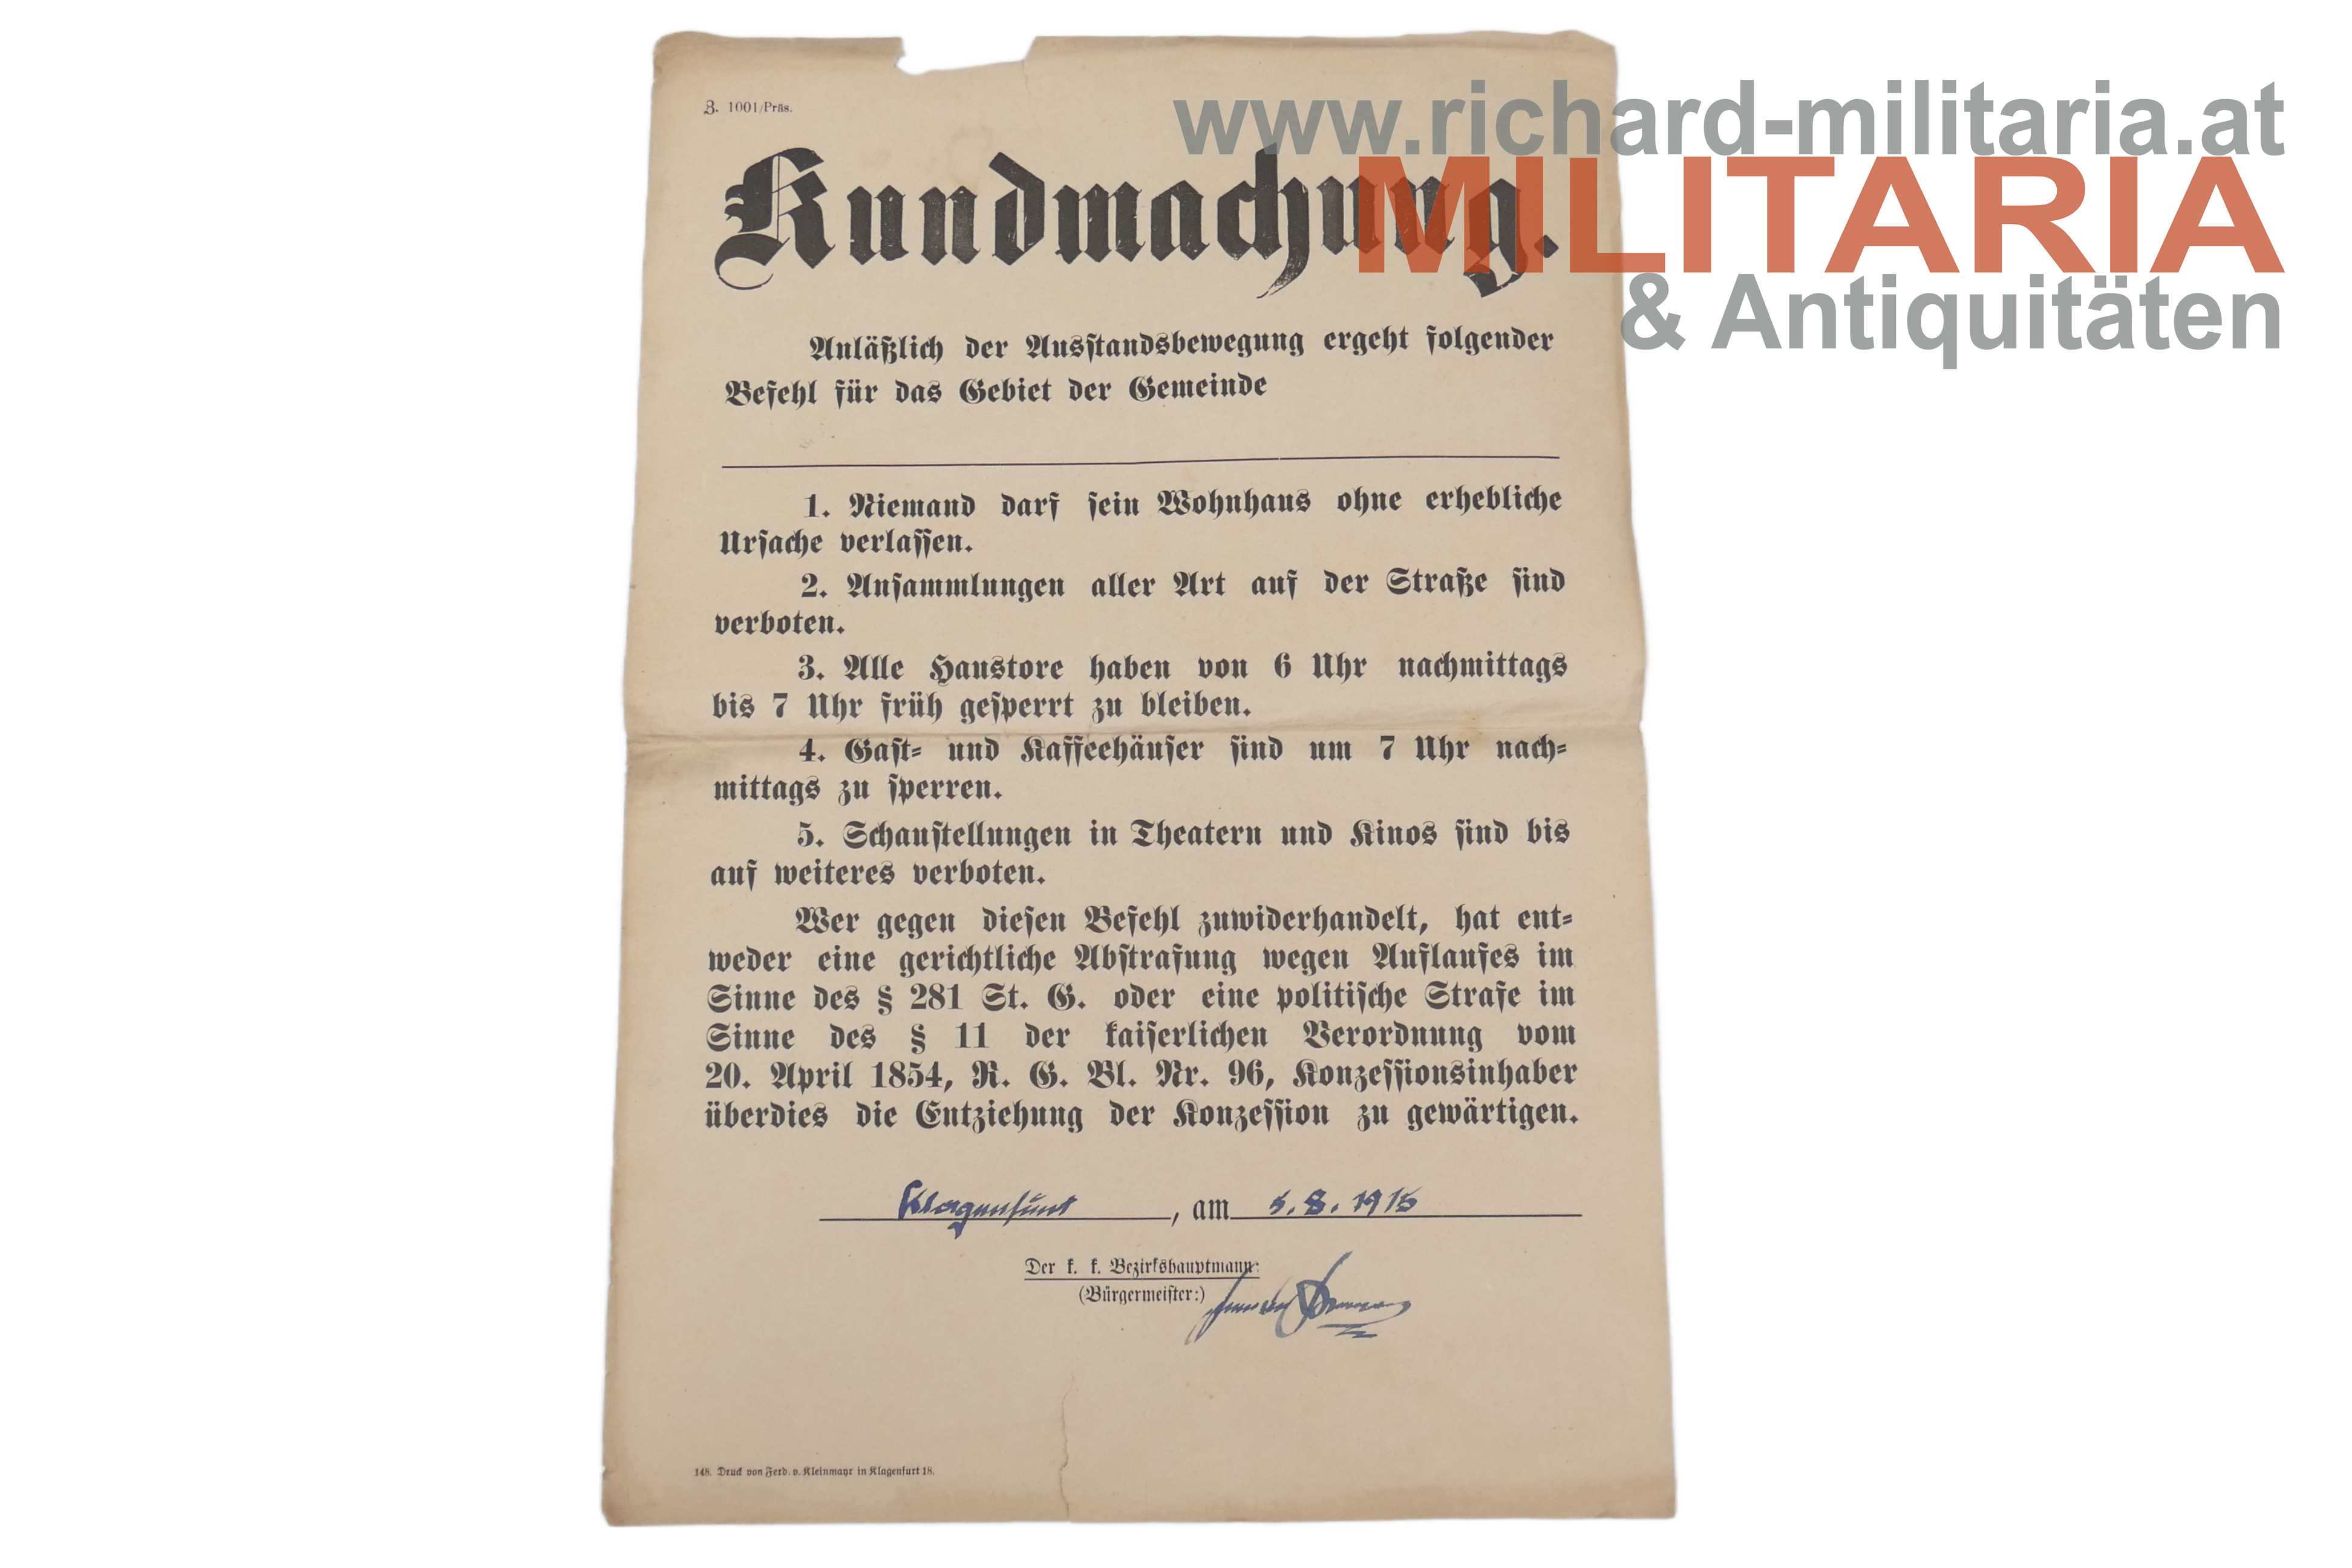 Z. 1001/Präs.
www.richard-militaria.at
MILITARIA
& Antiquitäten
Kundmachung.
Anläßlich der Ausstandsbewegung ergeht folgender
Befehl für das Gebiet der Gemeinde
1. Niemand darf sein Wohnhaus ohne erhebliche
Ursache verlassen.
2. Ansammlungen aller Art auf der Straße sind
verboten.
3. Alle Haustore haben von 6 Uhr nachmittags
bis 7 Uhr früh gesperrt zu bleiben.
4. Gast- und Kaffeehäuser sind um 7 Uhr nach-
mittags zu sperren.
5. Schaustellungen in Theatern und Kinos sind bis
auf weiteres verboten.
Wer gegen diesen Befehl zuwiderhandelt, hat ent-
weder eine gerichtliche Abstrafung wegen Auflaufes im
Sinne des § 281 St. G. oder eine politische Strafe im
Sinne des § 11 der kaiserlichen Verordnung vom
20. April 1854, R. G. Bl. Nr. 96, Konzessionsinhaber
überdies die Entziehung der Konzession zu gewärtigen.
Klagenfurt, am 5.8.1915
Der k. k. Bezirkshauptmann:
(Bürgermeister:)
148. Druck von Ferd. v. Kleinmayr in Klagenfurt 18.